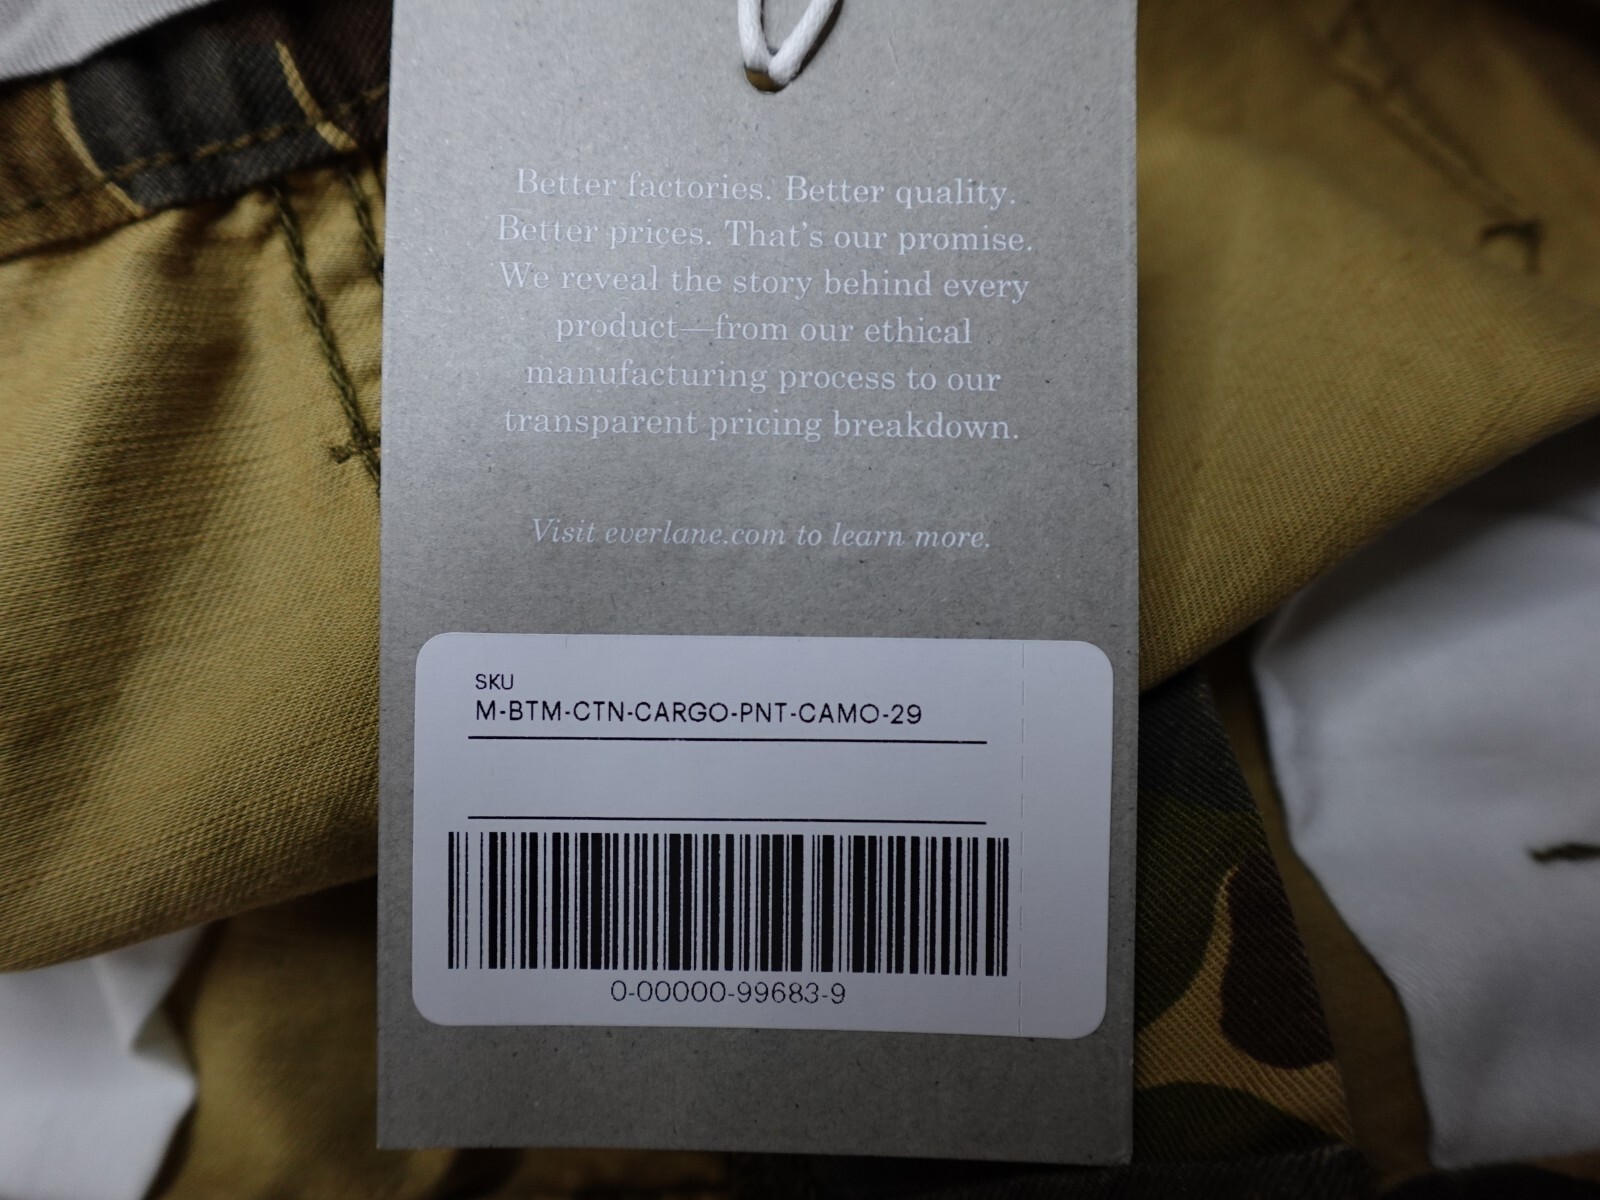 Better factories. Better quality.
Better prices. That's our promise.
We reveal the story behind every
product—from our ethical
manufacturing process to our
transparent pricing breakdown.
Visit everlane.com to learn more.
SKU
M-BTM-CTN-CARGO-PNT-CAMO-29
0-00000-99683-9